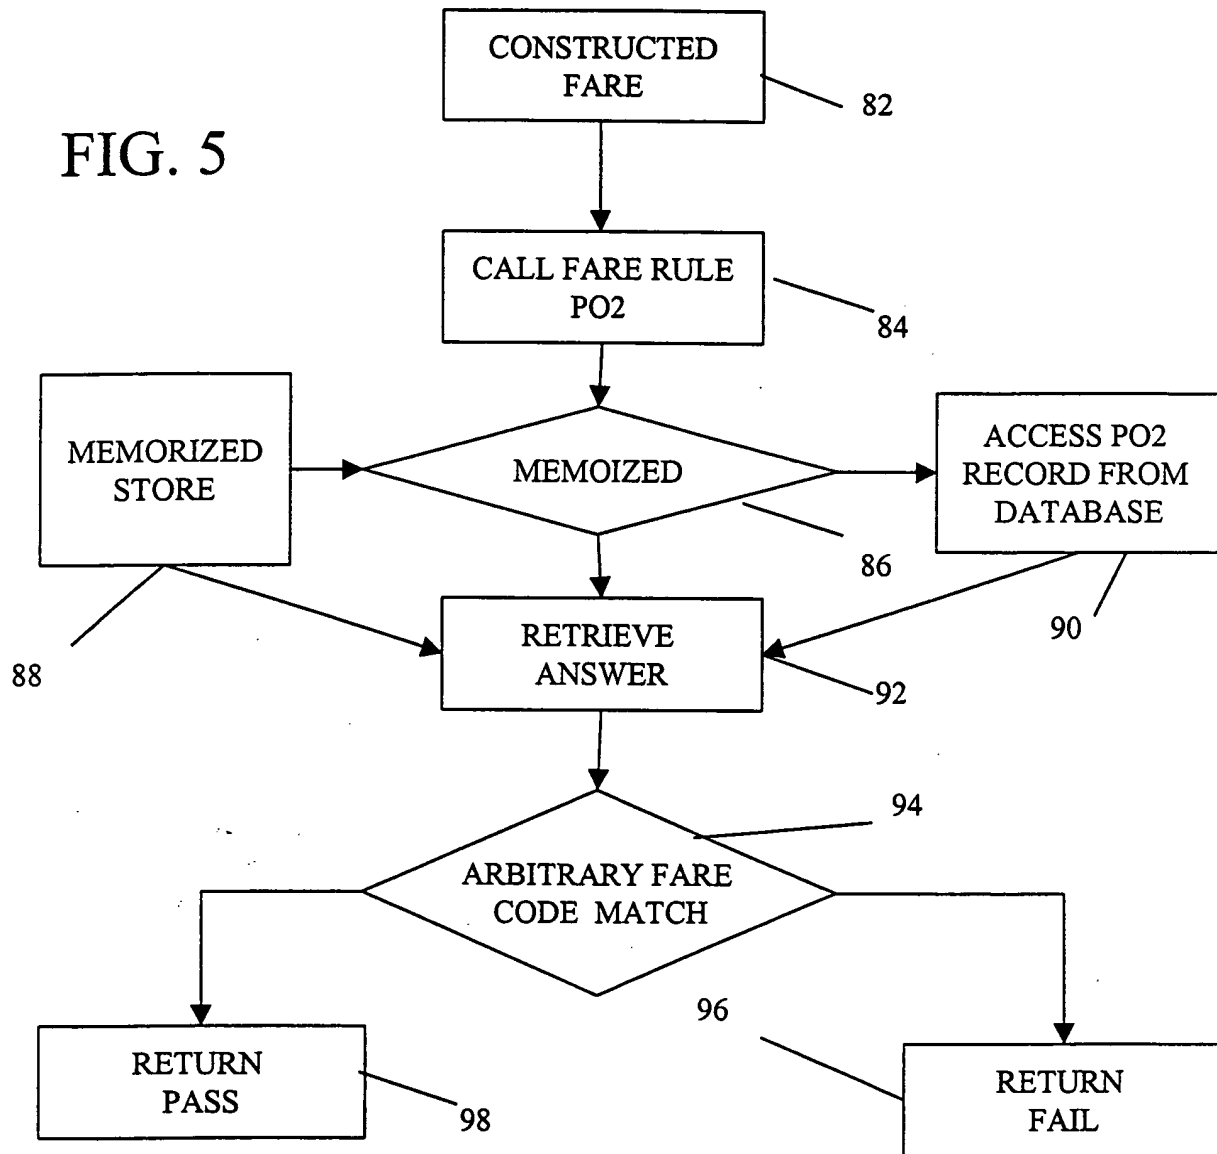 CONSTRUCTED
FARE
82
FIG. 5
CALL FARE RULE
PO2
84
MEMORIZED
STORE
MEMOIZED
ACCESS PO2
RECORD FROM
DATABASE
86
90
88
RETRIEVE
ANSWER
92
94
ARBITRARY FARE
CODE MATCH
96
RETURN
PASS
98
RETURN
FAIL